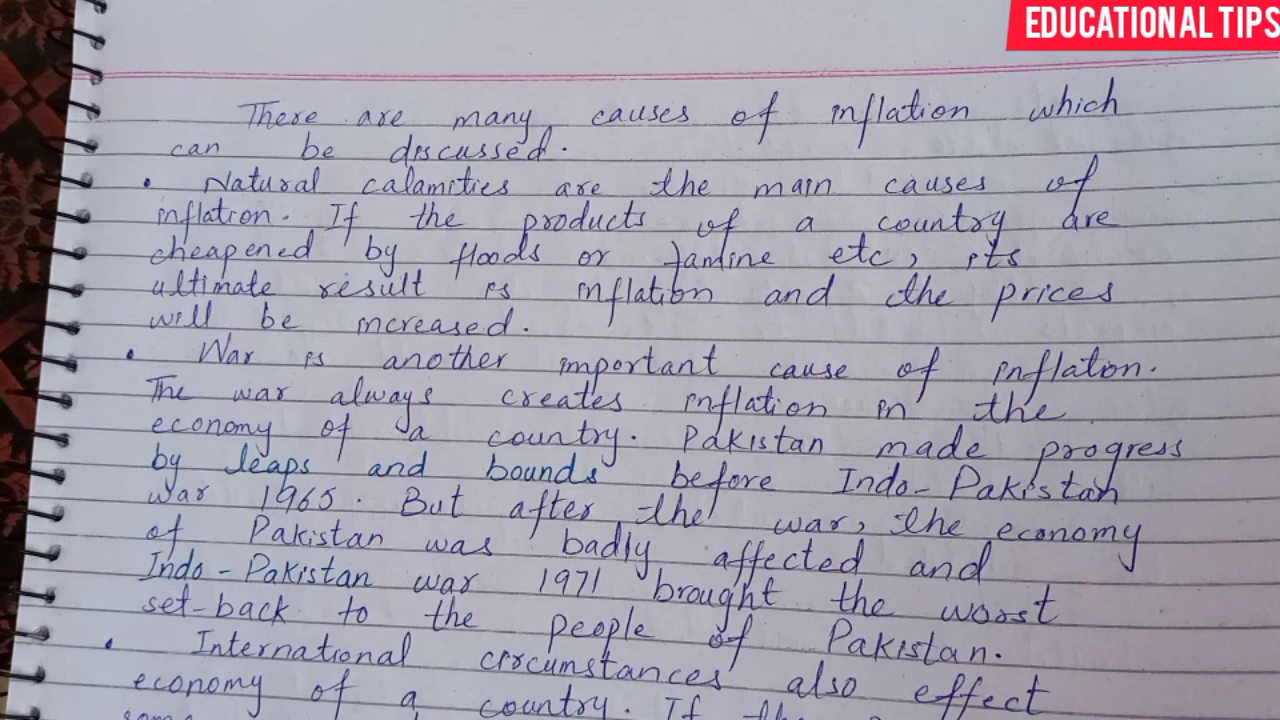 EDUCATIONAL TIPS
There are many causes of inflation which
can be discussed.
• Natural calamities are the main causes of
inflation. If the products of a country are
cheapened by floods or famine etc, its
ultimate result is inflation and the prices
will be increased.
• War is another important cause of inflation.
The war always creates inflation in the
economy of a country. Pakistan made progress
by leaps and bounds before Indo-Pakistan
war 1965. But after the war, the economy
of Pakistan was badly affected and
Indo-Pakistan war 1971 brought the worst
set-back to the people of Pakistan.
• International circumstances also effect
economy of a country. If the